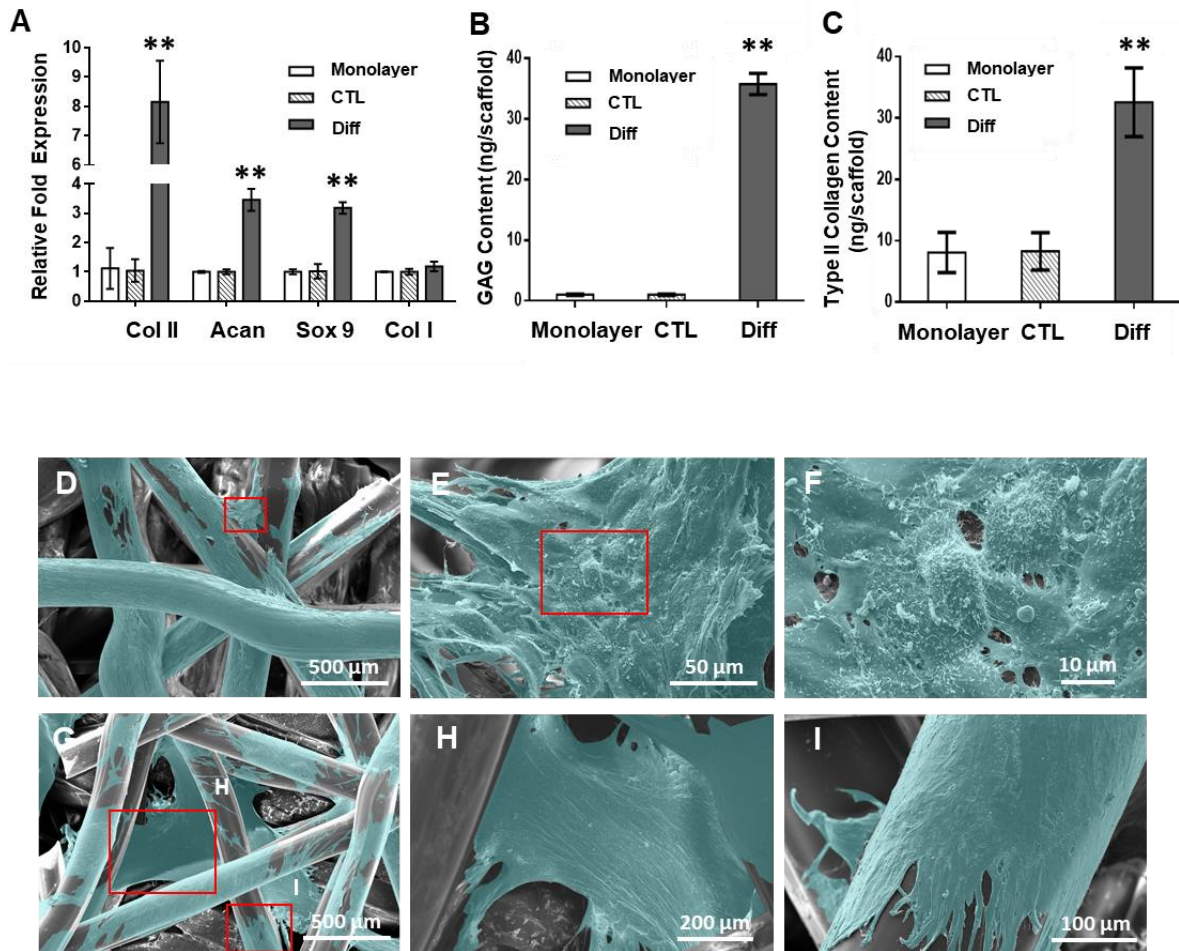 A
Relative Fold Expression
10
9
8
7
6
4
3
2
1
0
**
**
**
Monolayer
CTL
Diff
Col II Acan Sox 9 Col I
B
GAG Content (ng/scaffold)
40
30
20
10
0
**
Monolayer
CTL
Diff
Monolayer CTL Diff
C
Type II Collagen Content
(ng/scaffold)
40
30
20
10
0
**
Monolayer
CTL
Diff
Monolayer CTL Diff
D
500 µm
E
50 µm
F
10 µm
G
H
I
500 µm
H
200 µm
I
100 µm